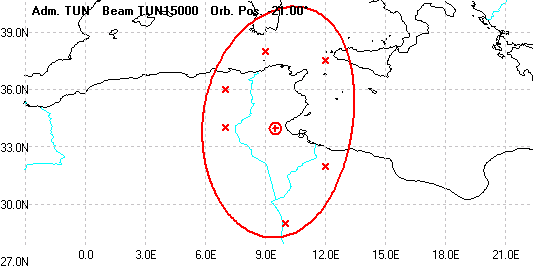 Adm. TUN Beam TUN15000 Orb. Pos. -21.00°
39.0N
36.0N
33.0N
30.0N
27.0N
0.0 3.0E 6.0E 9.0E 12.0E 15.0E 18.0E 21.0E